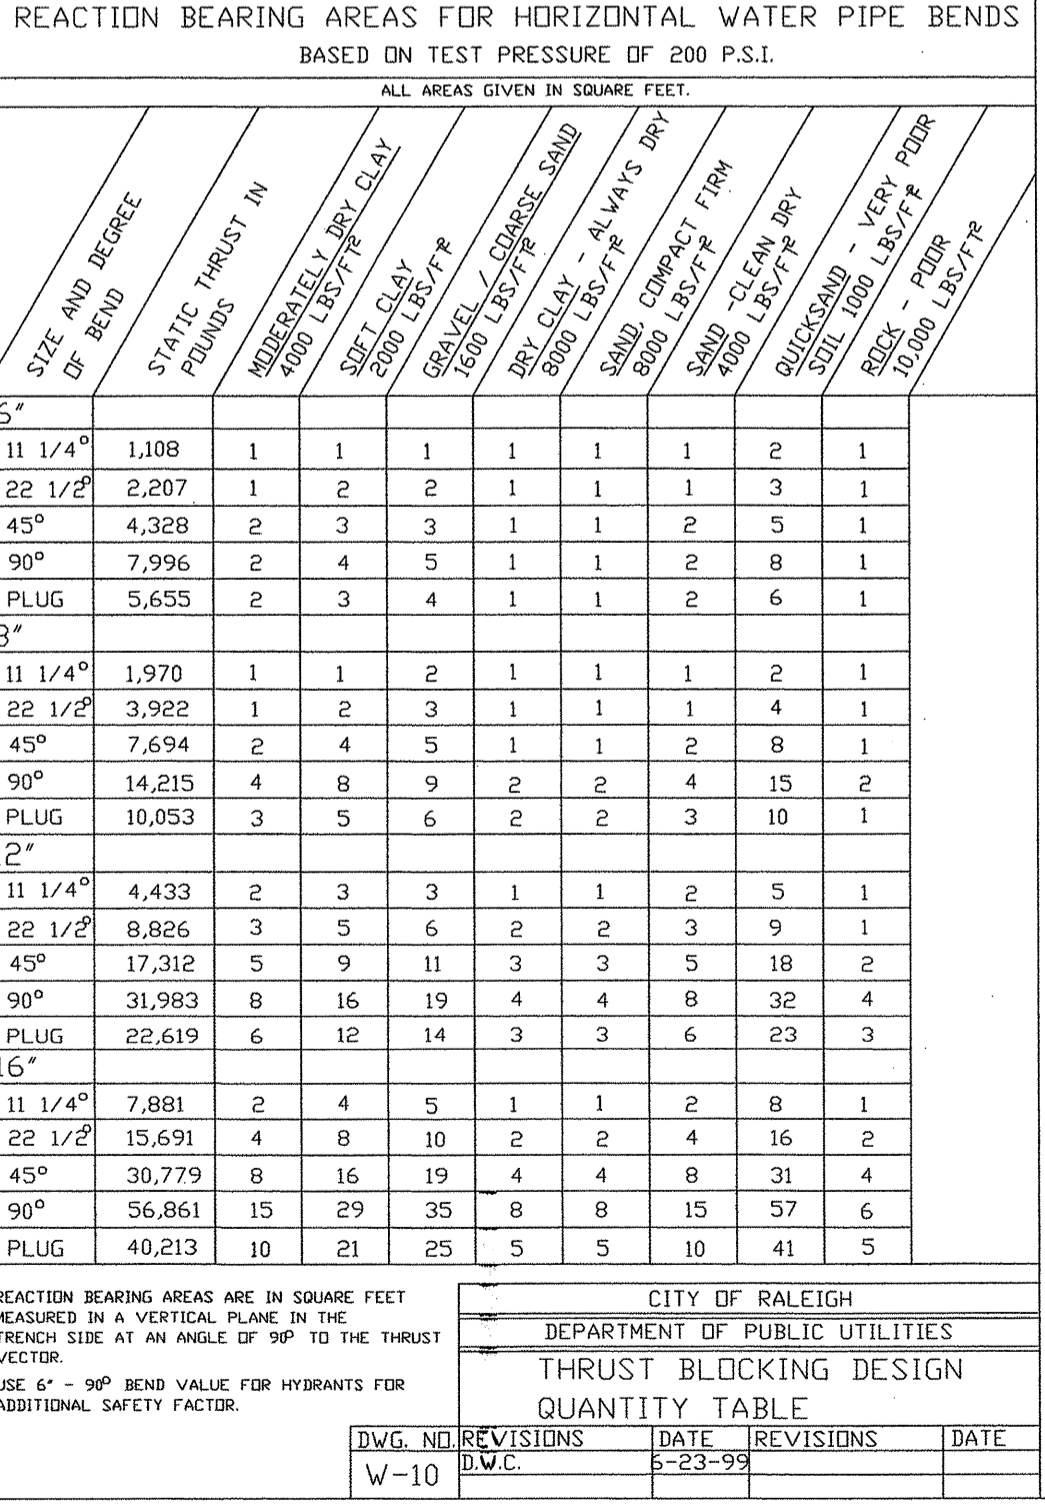 REACTION BEARING AREAS FOR HORIZONTAL WATER PIPE BENDS
BASED ON TEST PRESSURE OF 200 P.S.I.
ALL AREAS GIVEN IN SQUARE FEET.
SIZE AND DEGREE
OF BEND
STATIC THRUST IN
POUNDS
MODERATELY DRY CLAY
4000 LBS/FT²
SOFT CLAY
2000 LBS/FT²
GRAVEL / COARSE SAND
1600 LBS/FT²
DRY CLAY - ALWAYS DRY
8000 LBS/FT²
SAND, COMPACT FIRM
8000 LBS/FT²
SAND -CLEAN DRY
4000 LBS/FT²
QUICKSAND - VERY POOR
SOIL 1000 LBS/FT²
ROCK - POOR
10,000 LBS/FT²
6"
11 1/4° 1,108 1 1 1 1 1 1 2 1
22 1/2° 2,207 1 2 2 1 1 1 3 1
45° 4,328 2 3 3 1 1 2 5 1
90° 7,996 2 4 5 1 1 2 8 1
PLUG 5,655 2 3 4 1 1 2 6 1
8"
11 1/4° 1,970 1 1 2 1 1 1 2 1
22 1/2° 3,922 1 2 3 1 1 1 4 1
45° 7,694 2 4 5 1 1 2 8 1
90° 14,215 4 8 9 2 2 4 15 2
PLUG 10,053 3 5 6 2 2 3 10 1
12"
11 1/4° 4,433 2 3 3 1 1 2 5 1
22 1/2° 8,826 3 5 6 2 2 3 9 1
45° 17,312 5 9 11 3 3 5 18 2
90° 31,983 8 16 19 4 4 8 32 4
PLUG 22,619 6 12 14 3 3 6 23 3
16"
11 1/4° 7,881 2 4 5 1 1 2 8 1
22 1/2° 15,691 4 8 10 2 2 4 16 2
45° 30,779 8 16 19 4 4 8 31 4
90° 56,861 15 29 35 8 8 15 57 6
PLUG 40,213 10 21 25 5 5 10 41 5
REACTION BEARING AREAS ARE IN SQUARE FEET
MEASURED IN A VERTICAL PLANE IN THE
TRENCH SIDE AT AN ANGLE OF 90° TO THE THRUST
VECTOR.
USE 6" - 90° BEND VALUE FOR HYDRANTS FOR
ADDITIONAL SAFETY FACTOR.
CITY OF RALEIGH
DEPARTMENT OF PUBLIC UTILITIES
THRUST BLOCKING DESIGN
QUANTITY TABLE
DWG. NO. REVISIONS DATE REVISIONS DATE
W-10 D.W.C. 6-23-99